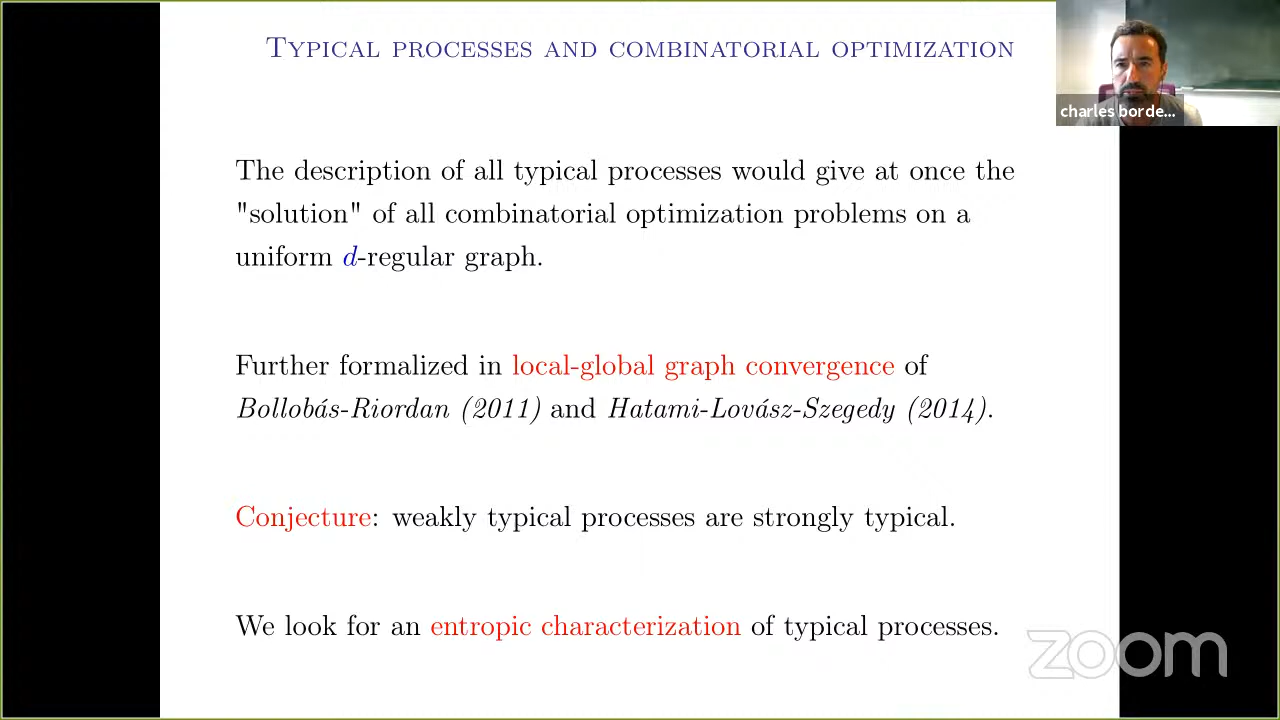 TYPICAL PROCESSES AND COMBINATORIAL OPTIMIZATION
charles borde...
The description of all typical processes would give at once the
"solution" of all combinatorial optimization problems on a
uniform d-regular graph.
Further formalized in local-global graph convergence of
Bollobás-Riordan (2011) and Hatami-Lovász-Szegedy (2014).
Conjecture: weakly typical processes are strongly typical.
We look for an entropic characterization of typical processes.
zoom